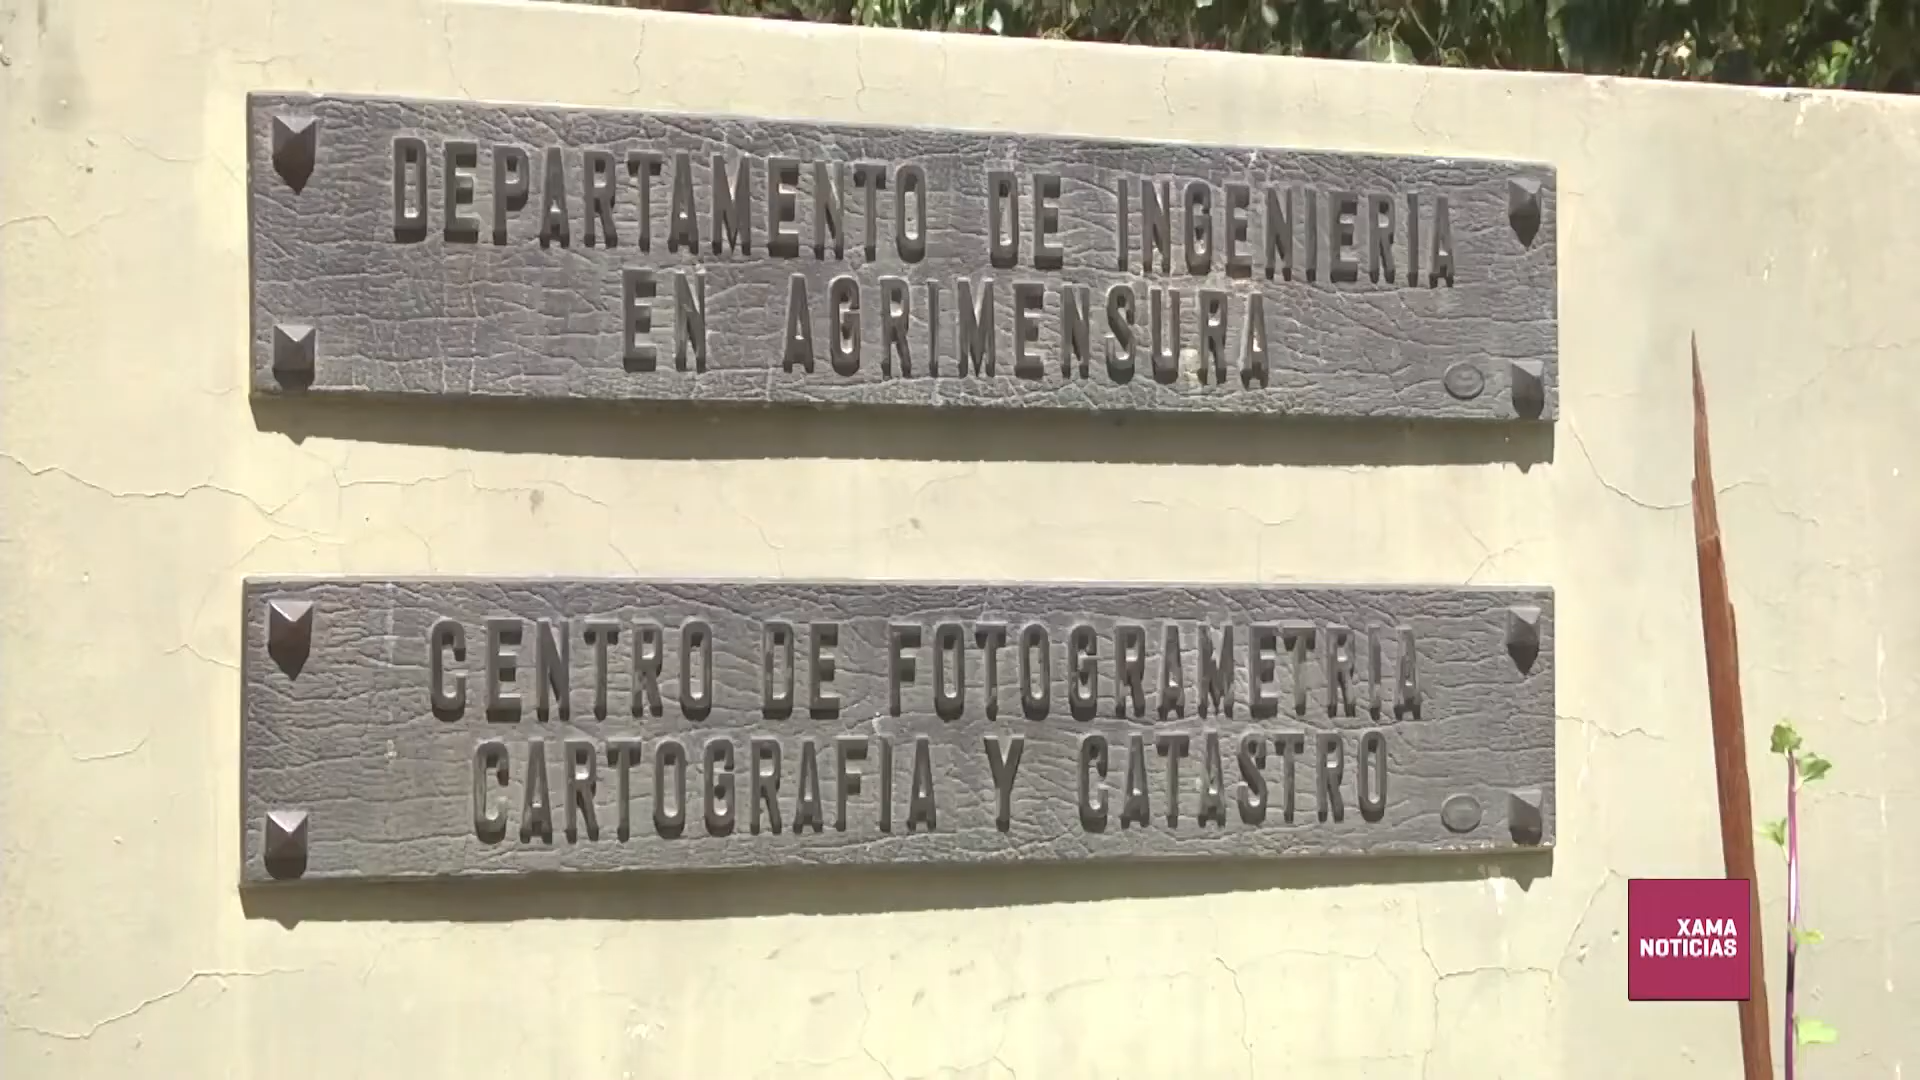 DEPARTAMENTO DE INGENIERIA
EN AGRIMENSURA
CENTRO DE FOTOGRAMETRIA
CARTOGRAFIA Y CATASTRO
XAMA
NOTICIAS